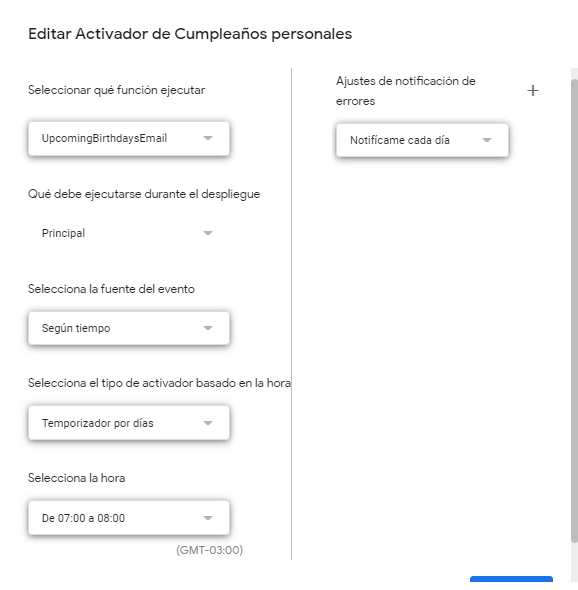 Editar Activador de Cumpleaños personales
Seleccionar qué función ejecutar
UpcomingBirthdaysEmail
Qué debe ejecutarse durante el despliegue
Principal
Selecciona la fuente del evento
Según tiempo
Selecciona el tipo de activador basado en la hora
Temporizador por días
Selecciona la hora
De 07:00 a 08:00
(GMT-03:00)
Ajustes de notificación de
errores
Notifícame cada día